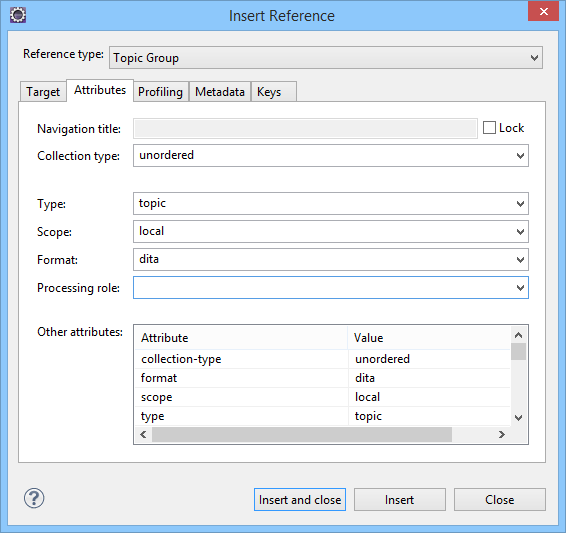 Insert Reference
Reference type: Topic Group
Target Attributes Profiling Metadata Keys
Navigation title: Lock
Collection type: unordered
Type: topic
Scope: local
Format: dita
Processing role:
Other attributes: Attribute Value
collection-type unordered
format dita
scope local
type topic
? Insert and close Insert Close